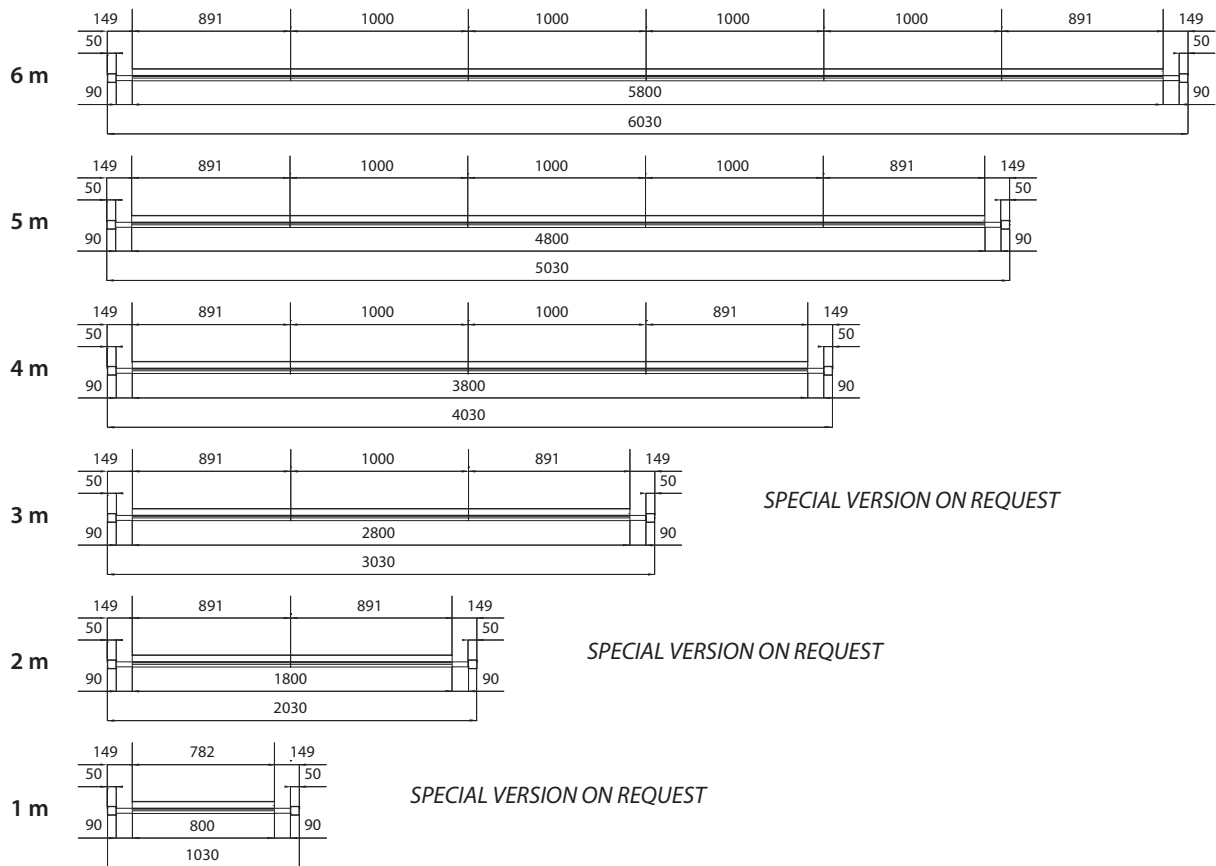 149 891 1000 1000 1000 1000 891 149
50 50
6 m
90 5800 90
6030
149 891 1000 1000 1000 891 149
50 50
5 m
90 4800 90
5030
149 891 1000 1000 891 149
50 50
4 m
90 3800 90
4030
149 891 1000 891 149
50 50
3 m SPECIAL VERSION ON REQUEST
90 2800 90
3030
149 891 891 149
50 50
2 m SPECIAL VERSION ON REQUEST
90 1800 90
2030
149 782 149
50 50
1 m SPECIAL VERSION ON REQUEST
90 800 90
1030